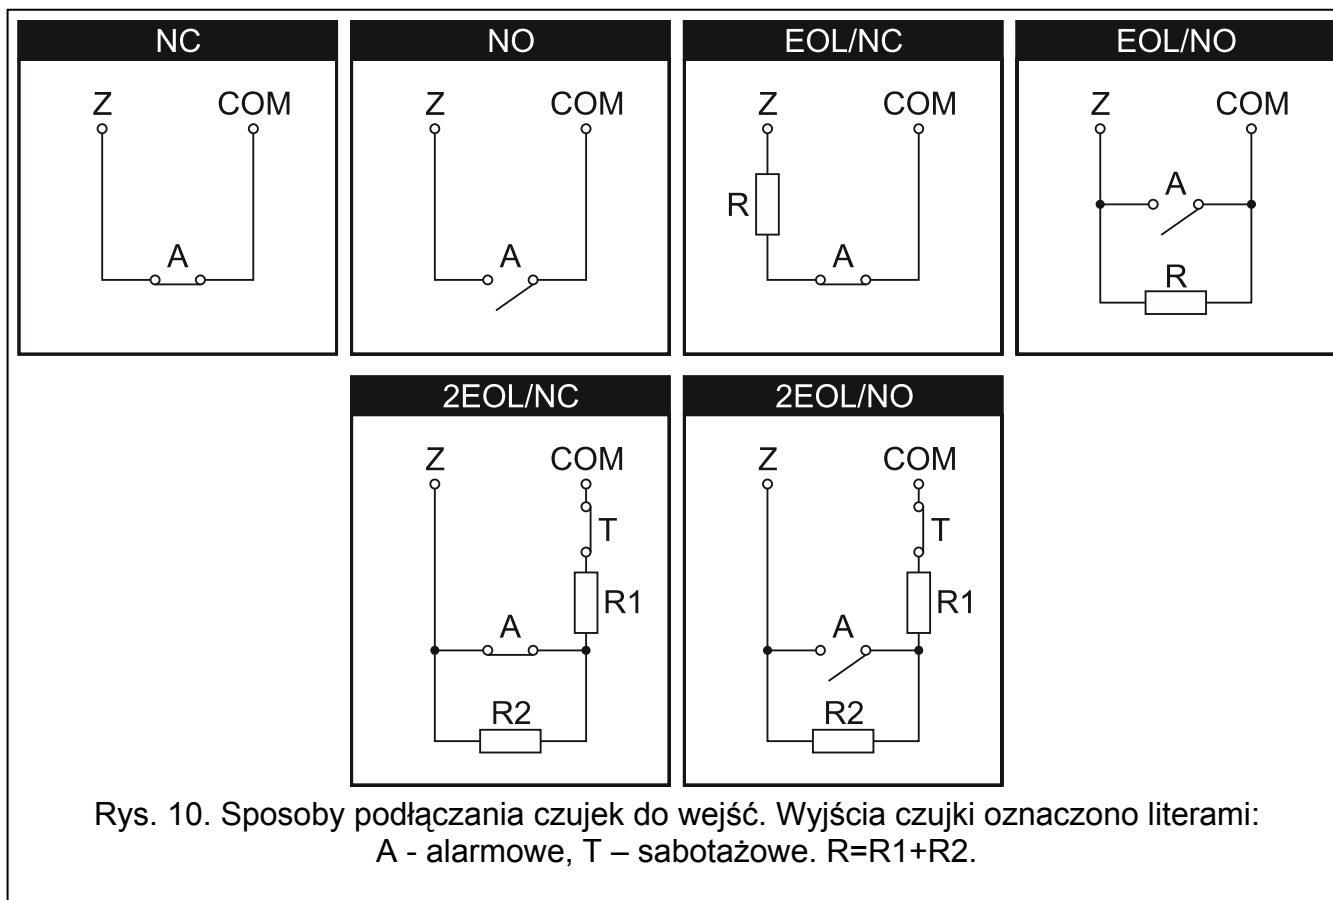 NC
Z COM
A
NO
Z COM
A
EOL/NC
Z COM
R
A
EOL/NO
Z COM
A
R
2EOL/NC
Z COM
T
R1
A
R2
2EOL/NO
Z COM
T
R1
A
R2
Rys. 10. Sposoby podłączania czujek do wejść. Wyjścia czujki oznaczono literami:
A - alarmowe, T – sabotażowe. R=R1+R2.